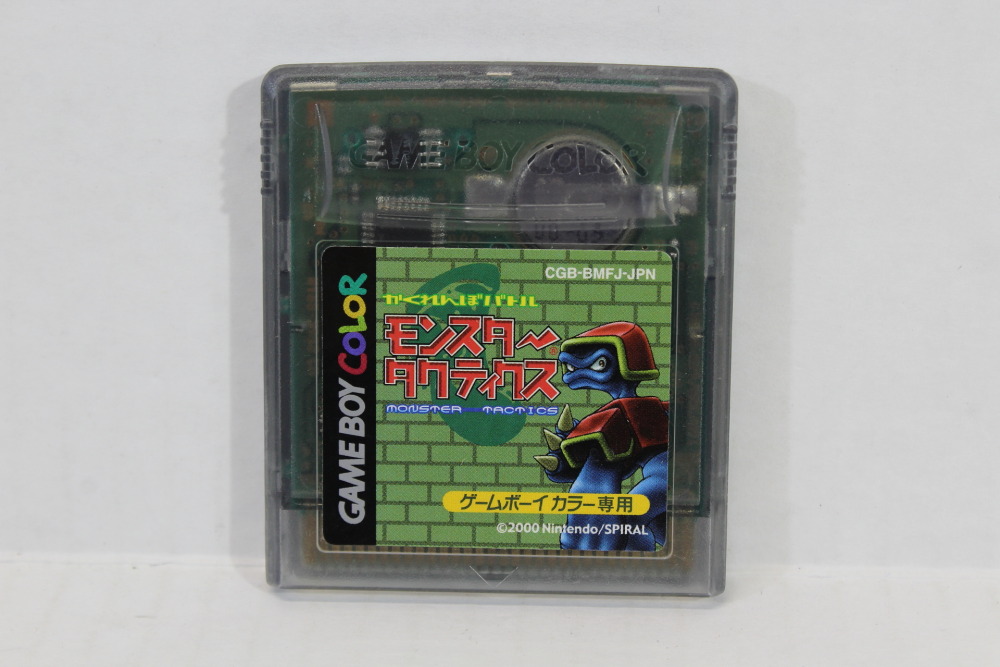 GAME BOY COLOR
CGB-BMFJ-JPN
かくれんぼバトル
モンスター
タクティクス
®
MONSTER TACTICS
GAME BOY COLOR
ゲームボーイ カラー専用
©2000 Nintendo/SPIRAL